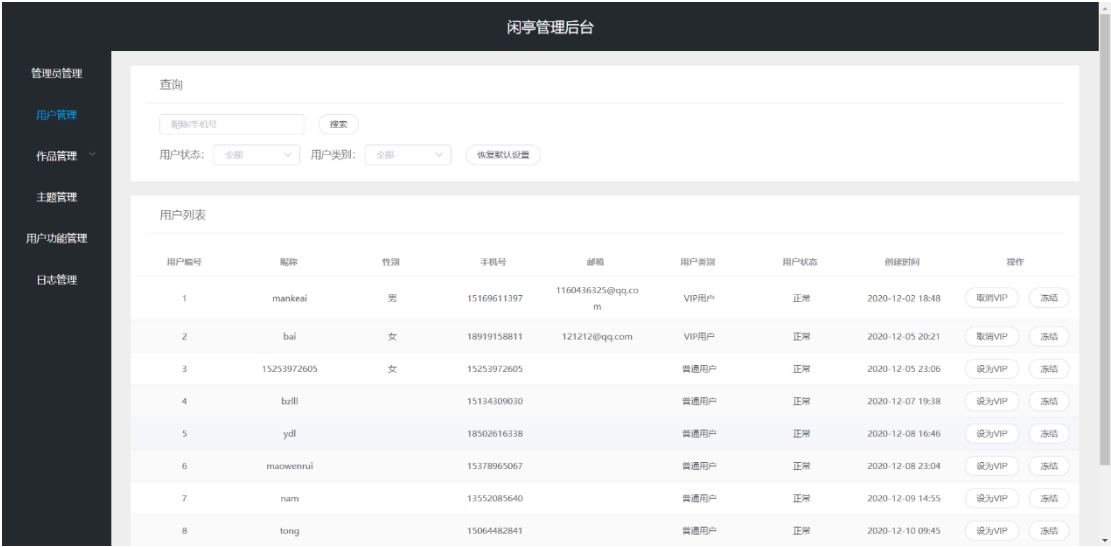 闲亭管理后台
管理员管理
用户管理
作品管理
主题管理
用户功能管理
日志管理
查询
昵称/手机号 搜索
用户状态: 全部 用户类别: 全部 恢复默认设置
用户列表
用户编号 昵称 性别 手机号 邮箱 用户类别 用户状态 创建时间 操作
1 mankeai 男 15169611397 1160436325@qq.co
m VIP用户 正常 2020-12-02 18:48 取消VIP 冻结
2 bai 女 18919158811 121212@qq.com VIP用户 正常 2020-12-05 20:21 取消VIP 冻结
3 15253972605 女 15253972605 普通用户 正常 2020-12-05 23:06 设为VIP 冻结
4 bzlll 15134309030 普通用户 正常 2020-12-07 19:38 设为VIP 冻结
5 ydl 18502616338 普通用户 正常 2020-12-08 16:46 设为VIP 冻结
6 maowenrui 15378965067 普通用户 正常 2020-12-08 23:04 设为VIP 冻结
7 nam 13552085640 普通用户 正常 2020-12-09 14:55 设为VIP 冻结
8 tong 15064482841 普通用户 正常 2020-12-10 09:45 设为VIP 冻结